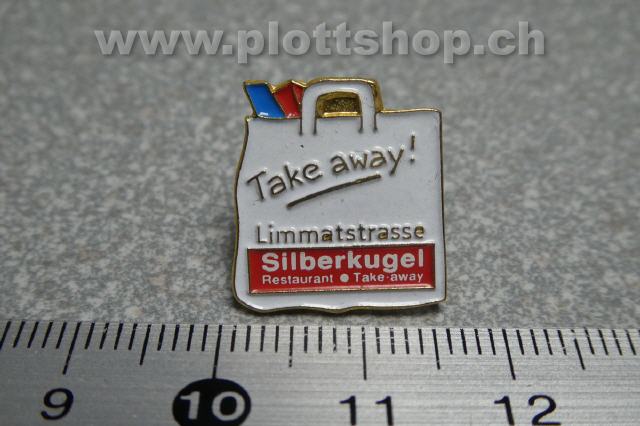 www.plottshop.ch
Take away!
Limmatstrasse
Silberkugel
Restaurant ● Take-away
9 10 11 12